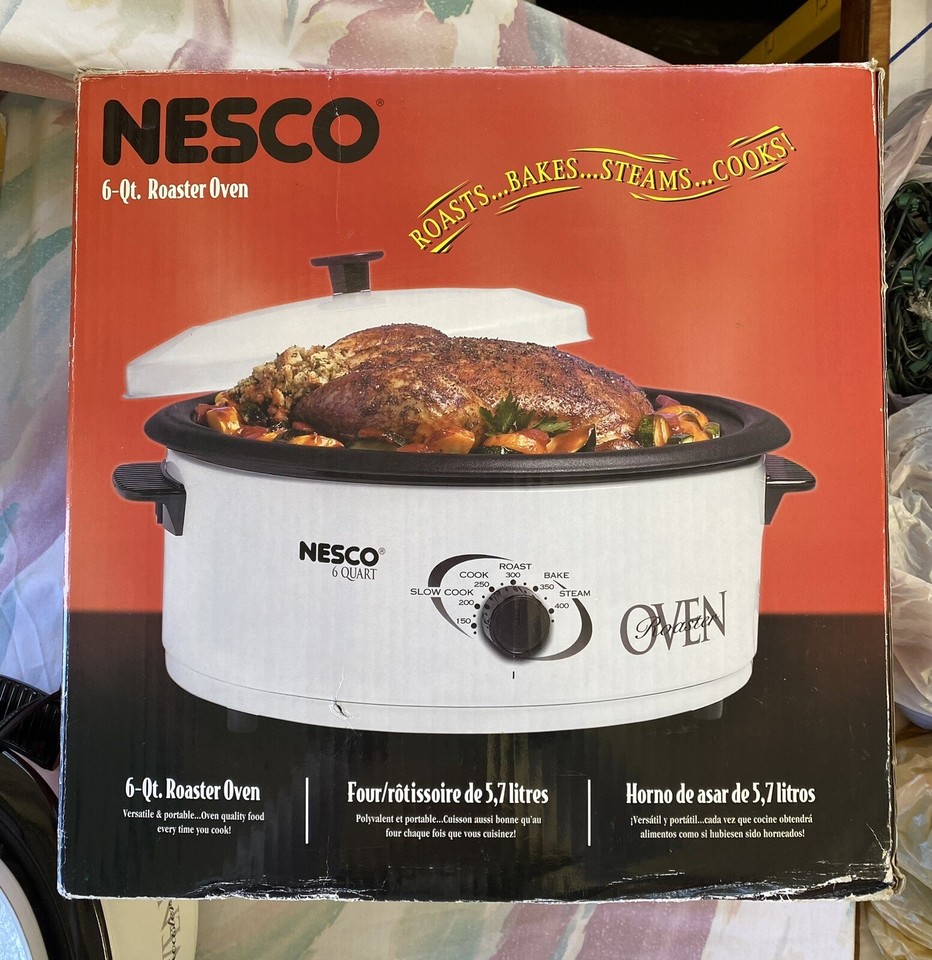 NESCO®
6-Qt. Roaster Oven
ROASTS...BAKES...STEAMS...COOKS!
NESCO®
6 QUART
ROAST
COOK 300 BAKE
250 350
SLOW COOK STEAM
200 400
150
OVEN
Roaster
6-Qt. Roaster Oven
Versatile & portable...Oven quality food
every time you cook!
Four/rôtissoire de 5,7 litres
Polyvalent et portable...Cuisson aussi bonne qu'au
four chaque fois que vous cuisinez!
Horno de asar de 5,7 litros
¡Versátil y portátil...cada vez que cocine obtendrá
alimentos como si hubiesen sido horneados!